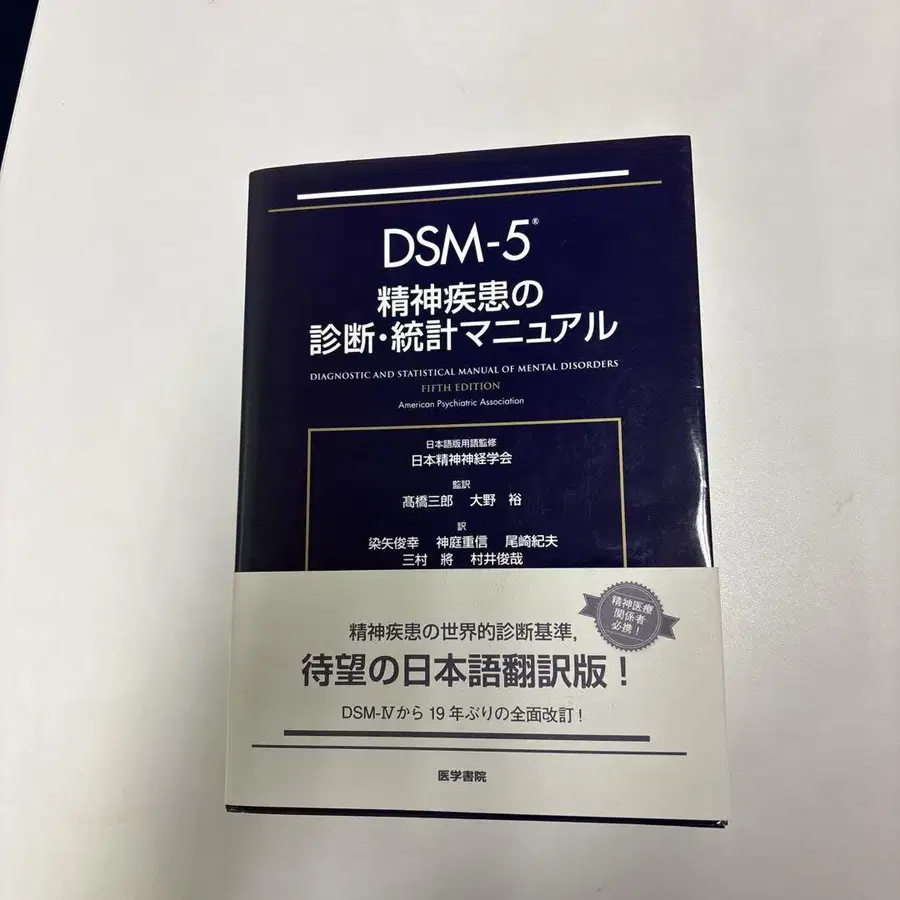 DSM-5®
精神疾患の
診断・統計マニュアル
DIAGNOSTIC AND STATISTICAL MANUAL OF MENTAL DISORDERS
FIFTH EDITION
American Psychiatric Association
日本語版用語監修
日本精神神経学会
監訳
髙橋三郎 大野 裕
訳
染矢俊幸 神庭重信 尾崎紀夫
三村 將 村井俊哉
精神医療
関係者
必携！
精神疾患の世界的診断基準,
待望の日本語翻訳版！
DSM-Ⅳから19年ぶりの全面改訂！
医学書院